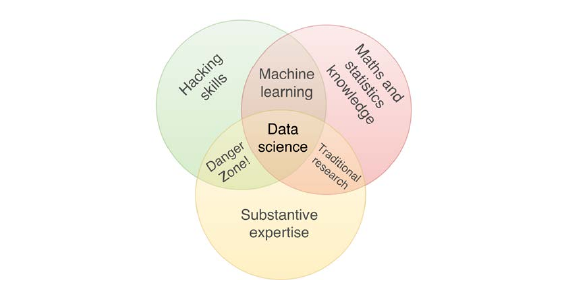 Hacking
skills
Machine
learning
Maths and
statistics
knowledge
Data
science
Danger
Zone!
Traditional
research
Substantive
expertise